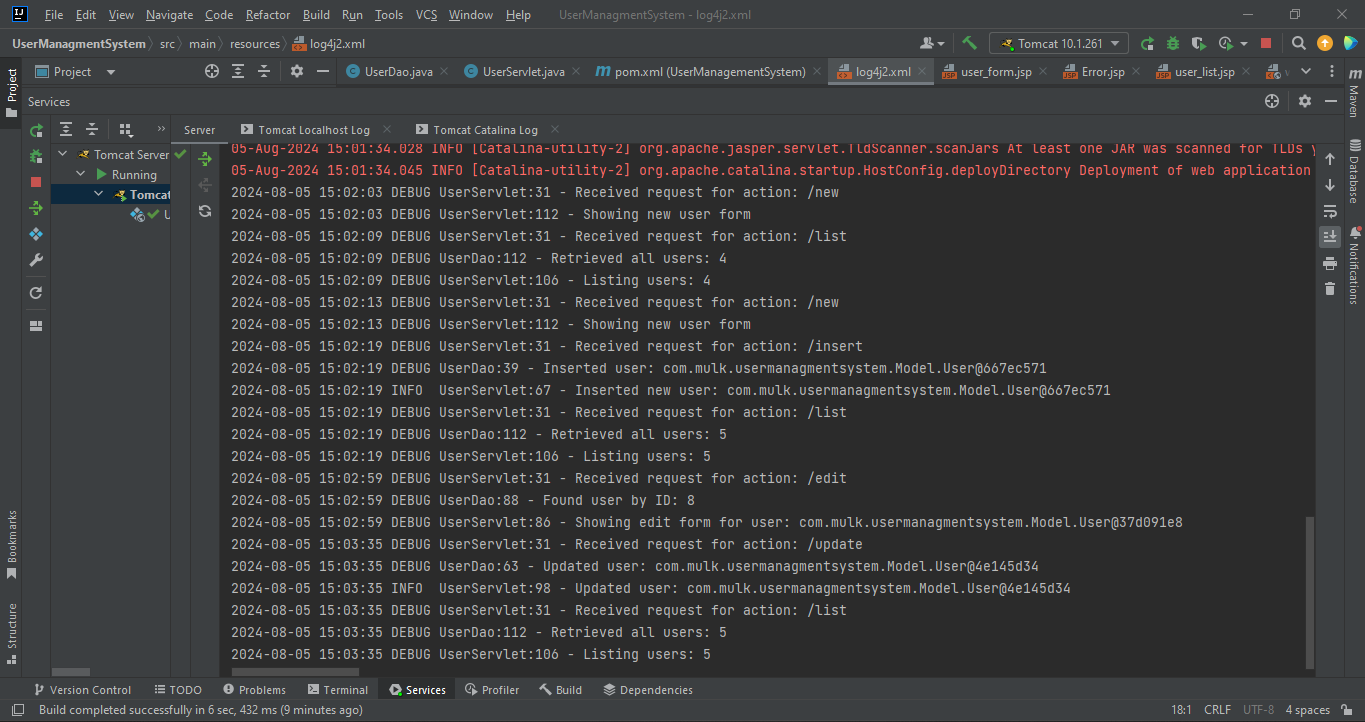 File Edit View Navigate Code Refactor Build Run Tools VCS Window Help UserManagmentSystem - log4j2.xml
UserManagmentSystem src main resources log4j2.xml Tomcat 10.1.261
Project UserDao.java UserServlet.java pom.xml (UserManagementSystem) log4j2.xml user_form.jsp Error.jsp user_list.jsp
Services
Server Tomcat Localhost Log Tomcat Catalina Log
Tomcat Server
Running
Tomcat
Project
Bookmarks
Structure
05-Aug-2024 15:01:34.028 INFO [Catalina-utility-2] org.apache.jasper.servlet.TldScanner.scanJars At least one JAR was scanned for TLDs
05-Aug-2024 15:01:34.045 INFO [Catalina-utility-2] org.apache.catalina.startup.HostConfig.deployDirectory Deployment of web application
2024-08-05 15:02:03 DEBUG UserServlet:31 - Received request for action: /new
2024-08-05 15:02:03 DEBUG UserServlet:112 - Showing new user form
2024-08-05 15:02:09 DEBUG UserServlet:31 - Received request for action: /list
2024-08-05 15:02:09 DEBUG UserDao:112 - Retrieved all users: 4
2024-08-05 15:02:09 DEBUG UserServlet:106 - Listing users: 4
2024-08-05 15:02:13 DEBUG UserServlet:31 - Received request for action: /new
2024-08-05 15:02:13 DEBUG UserServlet:112 - Showing new user form
2024-08-05 15:02:19 DEBUG UserServlet:31 - Received request for action: /insert
2024-08-05 15:02:19 DEBUG UserDao:39 - Inserted user: com.mulk.usermanagmentsystem.Model.User@667ec571
2024-08-05 15:02:19 INFO  UserServlet:67 - Inserted new user: com.mulk.usermanagmentsystem.Model.User@667ec571
2024-08-05 15:02:19 DEBUG UserServlet:31 - Received request for action: /list
2024-08-05 15:02:19 DEBUG UserDao:112 - Retrieved all users: 5
2024-08-05 15:02:19 DEBUG UserServlet:106 - Listing users: 5
2024-08-05 15:02:59 DEBUG UserServlet:31 - Received request for action: /edit
2024-08-05 15:02:59 DEBUG UserDao:88 - Found user by ID: 8
2024-08-05 15:02:59 DEBUG UserServlet:86 - Showing edit form for user: com.mulk.usermanagmentsystem.Model.User@37d091e8
2024-08-05 15:03:35 DEBUG UserServlet:31 - Received request for action: /update
2024-08-05 15:03:35 DEBUG UserDao:63 - Updated user: com.mulk.usermanagmentsystem.Model.User@4e145d34
2024-08-05 15:03:35 INFO  UserServlet:98 - Updated user: com.mulk.usermanagmentsystem.Model.User@4e145d34
2024-08-05 15:03:35 DEBUG UserServlet:31 - Received request for action: /list
2024-08-05 15:03:35 DEBUG UserDao:112 - Retrieved all users: 5
2024-08-05 15:03:35 DEBUG UserServlet:106 - Listing users: 5
Maven
Database
Notifications
Version Control TODO Problems Terminal Services Profiler Build Dependencies
Build completed successfully in 6 sec, 432 ms (9 minutes ago) 18:1 CRLF UTF-8 4 spaces